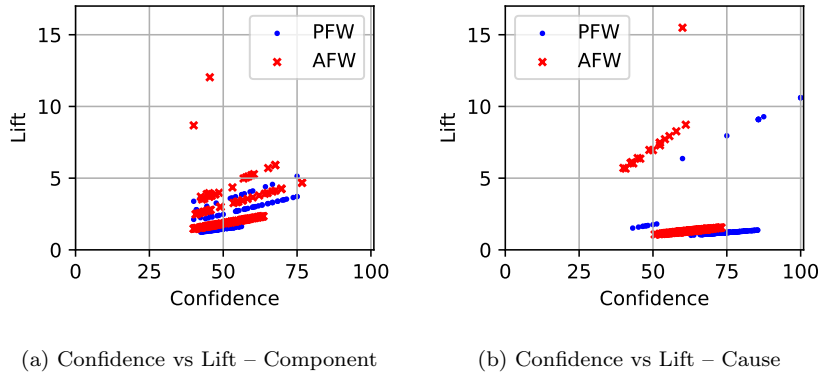 15
10
5
0
Lift
PFW
AFW
0 25 50 75 100
Confidence
(a) Confidence vs Lift – Component
15
10
5
0
Lift
PFW
AFW
0 25 50 75 100
Confidence
(b) Confidence vs Lift – Cause